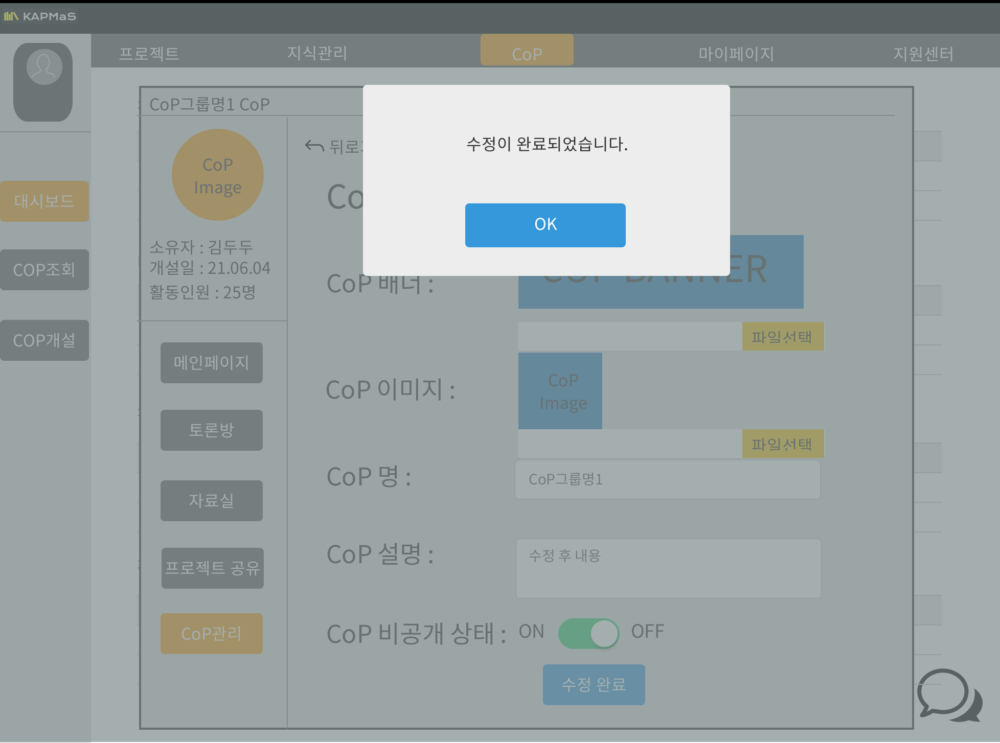 KAPMaS
프로젝트
지식관리
CoP
마이페이지
지원센터
CoP그룹명1 CoP
수정이 완료되었습니다.
OK
뒤로
CoP
Image
소유자 : 김두두
개설일 : 21.06.04
활동인원 : 25명
대시보드
COP조회
COP개설
메인페이지
토론방
자료실
프로젝트 공유
CoP관리
Co
CoP 배너 :
COP BANNER
파일선택
CoP 이미지 :
CoP
Image
파일선택
CoP 명 :
CoP그룹명1
CoP 설명 :
수정 후 내용
CoP 비공개 상태 :
ON
OFF
수정 완료